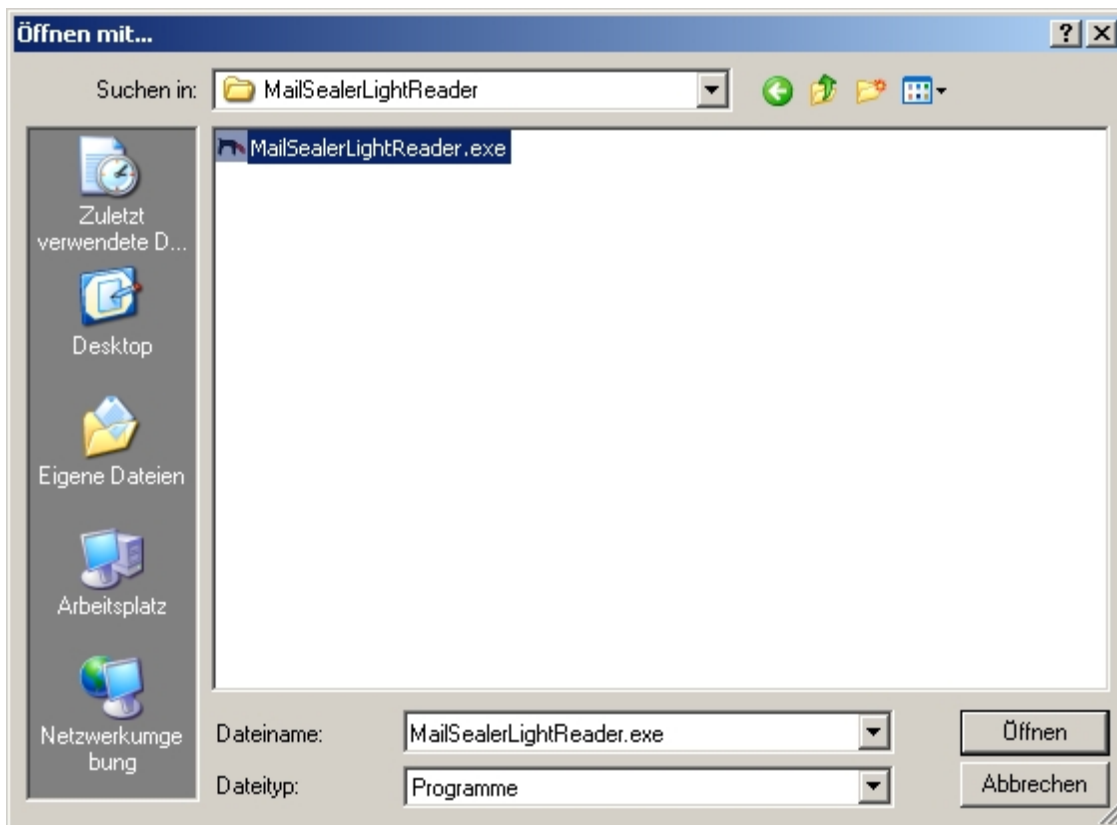 Öffnen mit...
Suchen in:
MailSealerLightReader
MailSealerLightReader.exe
Zuletzt
verwendete D...
Desktop
Eigene Dateien
Arbeitsplatz
Netzwerkumge
bung
Dateiname:
MailSealerLightReader.exe
Öffnen
Dateityp:
Programme
Abbrechen